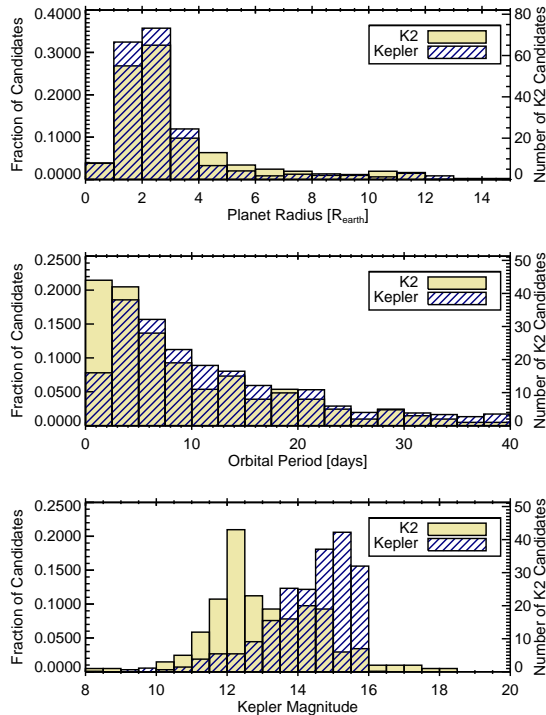 0.4000
0.3000
0.2000
0.1000
0.0000
Fraction of Candidates
K2
Kepler
80
60
40
20
0
Number of K2 Candidates
0 2 4 6 8 10 12 14
Planet Radius [R_earth]
0.2500
0.2000
0.1500
0.1000
0.0500
0.0000
Fraction of Candidates
K2
Kepler
50
40
30
20
10
0
Number of K2 Candidates
0 10 20 30 40
Orbital Period [days]
0.2500
0.2000
0.1500
0.1000
0.0500
0.0000
Fraction of Candidates
K2
Kepler
50
40
30
20
10
0
Number of K2 Candidates
8 10 12 14 16 18 20
Kepler Magnitude